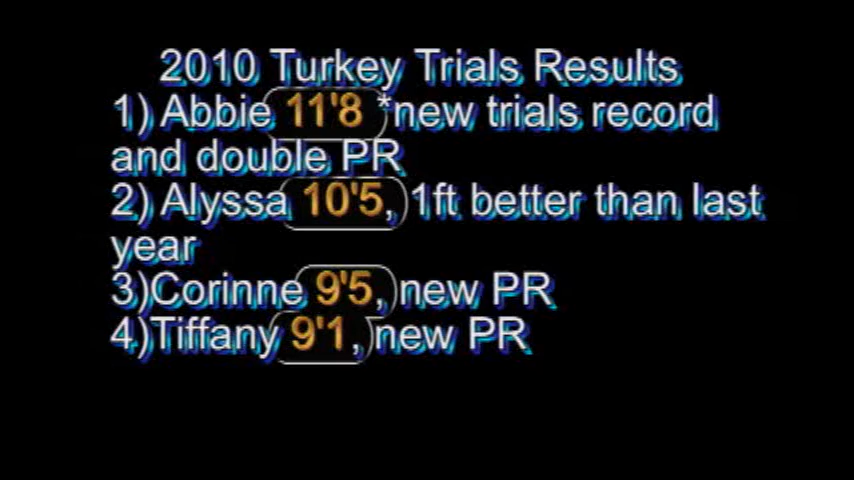 2010 Turkey Trials Results
1) Abbie 11'8 *new trials record
and double PR
2) Alyssa 10'5, 1ft better than last
year
3)Corinne 9'5, new PR
4)Tiffany 9'1, new PR